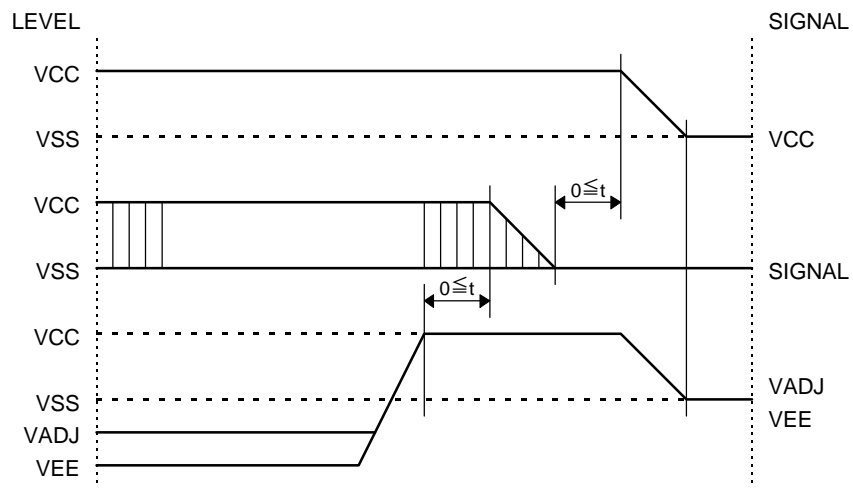 LEVEL SIGNAL
VCC
VSS VCC
0≦t
VCC
VSS SIGNAL
0≦t
VCC
VADJ
VSS
VEE
VADJ
VEE